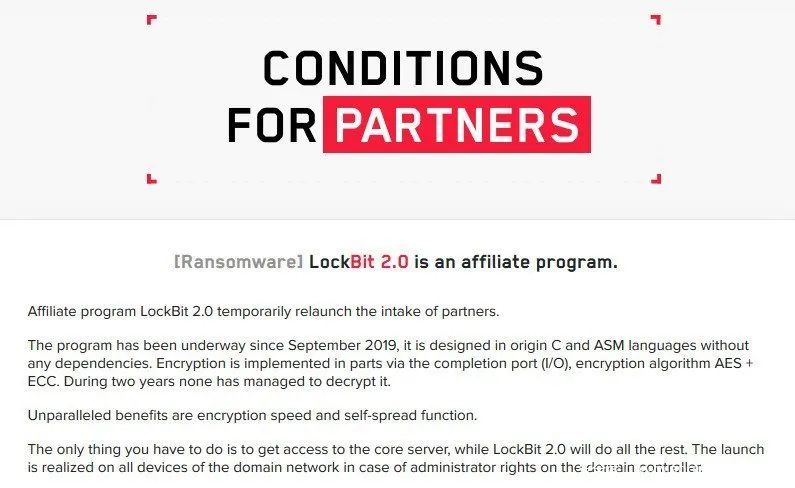 CONDITIONS
FOR PARTNERS
[Ransomware] LockBit 2.0 is an affiliate program.
Affiliate program LockBit 2.0 temporarily relaunch the intake of partners.
The program has been underway since September 2019, it is designed in origin C and ASM languages without
any dependencies. Encryption is implemented in parts via the completion port (I/O), encryption algorithm AES +
ECC. During two years none has managed to decrypt it.
Unparalleled benefits are encryption speed and self-spread function.
The only thing you have to do is to get access to the core server, while LockBit 2.0 will do all the rest. The launch
is realized on all devices of the domain network in case of administrator rights on the domain controller.